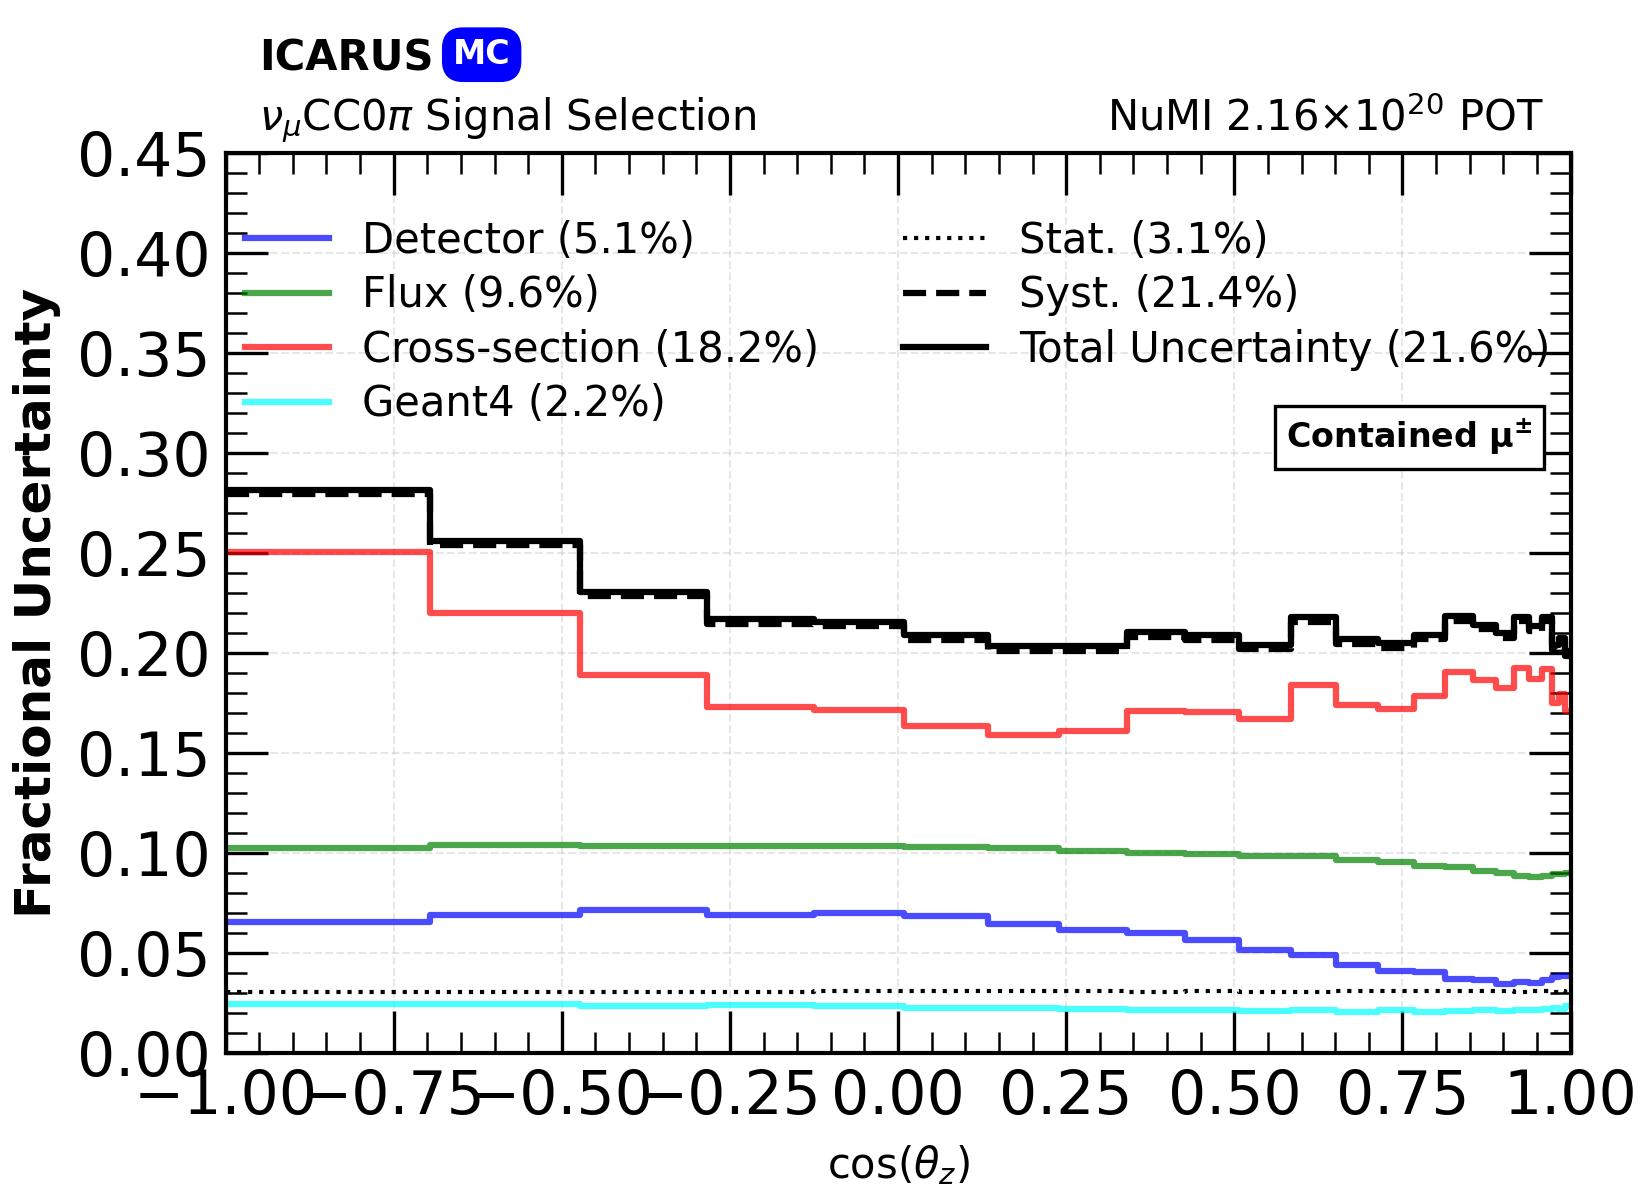 ICARUS MC
νμCC0π Signal Selection
NuMI 2.16×10²⁰ POT
Detector (5.1%)
Flux (9.6%)
Cross-section (18.2%)
Geant4 (2.2%)
Stat. (3.1%)
Syst. (21.4%)
Total Uncertainty (21.6%)
Contained μ±
Fractional Uncertainty
0.45
0.40
0.35
0.30
0.25
0.20
0.15
0.10
0.05
0.00
−1.00 −0.75 −0.50 −0.25 0.00 0.25 0.50 0.75 1.00
cos(θz)